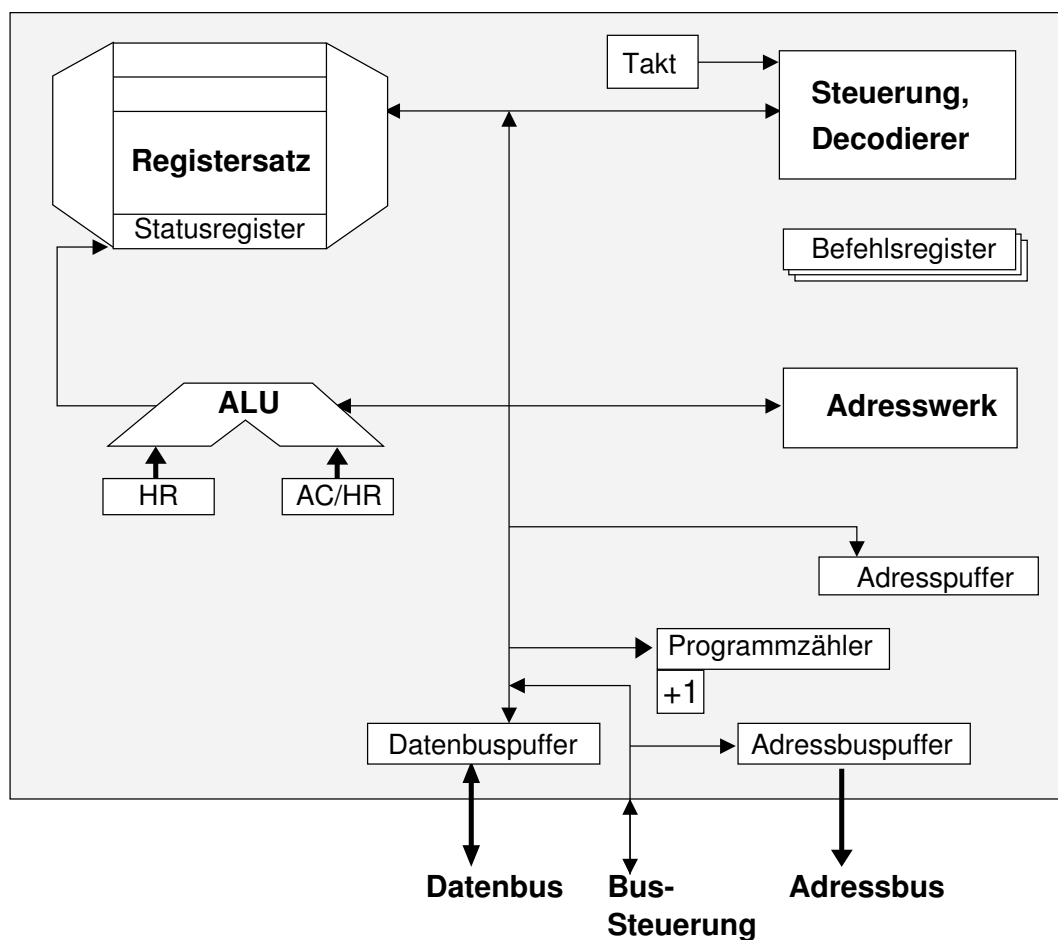 Takt
Steuerung,
Decodierer
Registersatz
Statusregister
Befehlsregister
ALU
Adresswerk
HR
AC/HR
Adresspuffer
Programmzähler
+1
Datenbuspuffer
Adressbuspuffer
Datenbus
Bus-
Steuerung
Adressbus